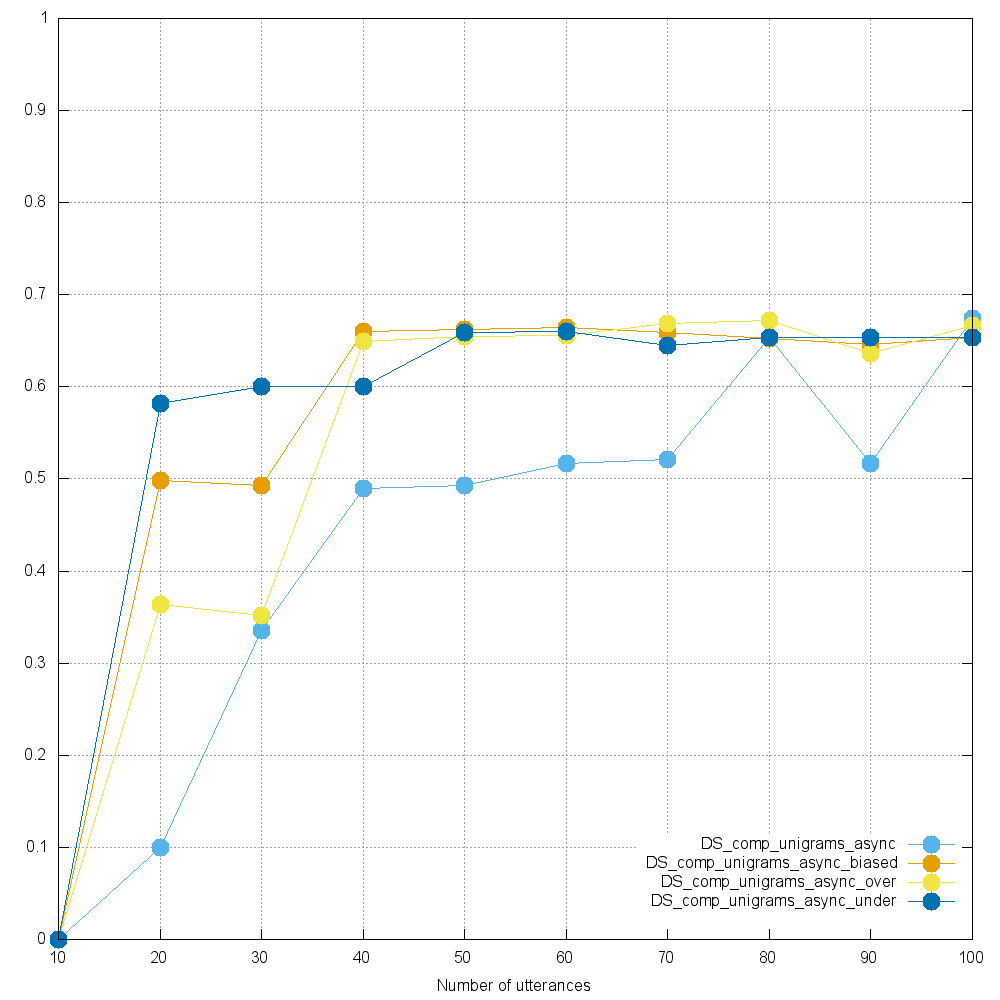 1
0.9
0.8
0.7
0.6
0.5
0.4
0.3
0.2
0.1
0
10 20 30 40 50 60 70 80 90 100
Number of utterances
DS_comp_unigrams_async
DS_comp_unigrams_async_biased
DS_comp_unigrams_async_over
DS_comp_unigrams_async_under